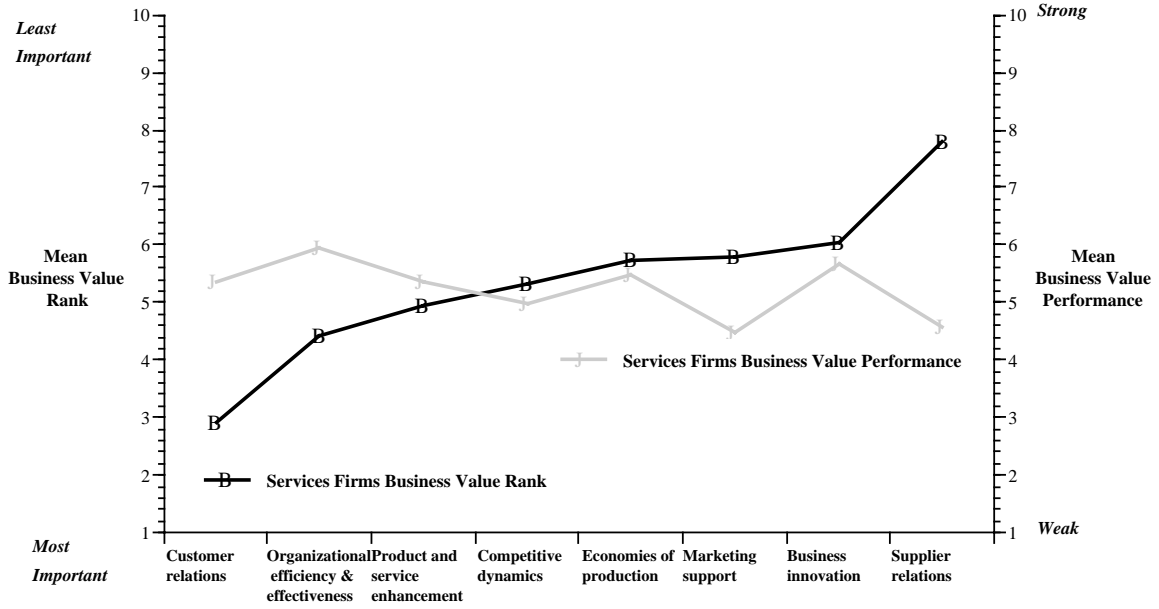 Least
Important
10
9
8
7
6
5
4
3
2
1
Mean
Business Value
Rank
Most
Important
Strong
10
9
8
7
6
5
4
3
2
1
Mean
Business Value
Performance
Weak
B
B
B
B
B
B
B
B
J
J
J
J
J
J
J
J
J Services Firms Business Value Performance
B Services Firms Business Value Rank
Customer
relations
Organizational
efficiency &
effectiveness
Product and
service
enhancement
Competitive
dynamics
Economies of
production
Marketing
support
Business
innovation
Supplier
relations